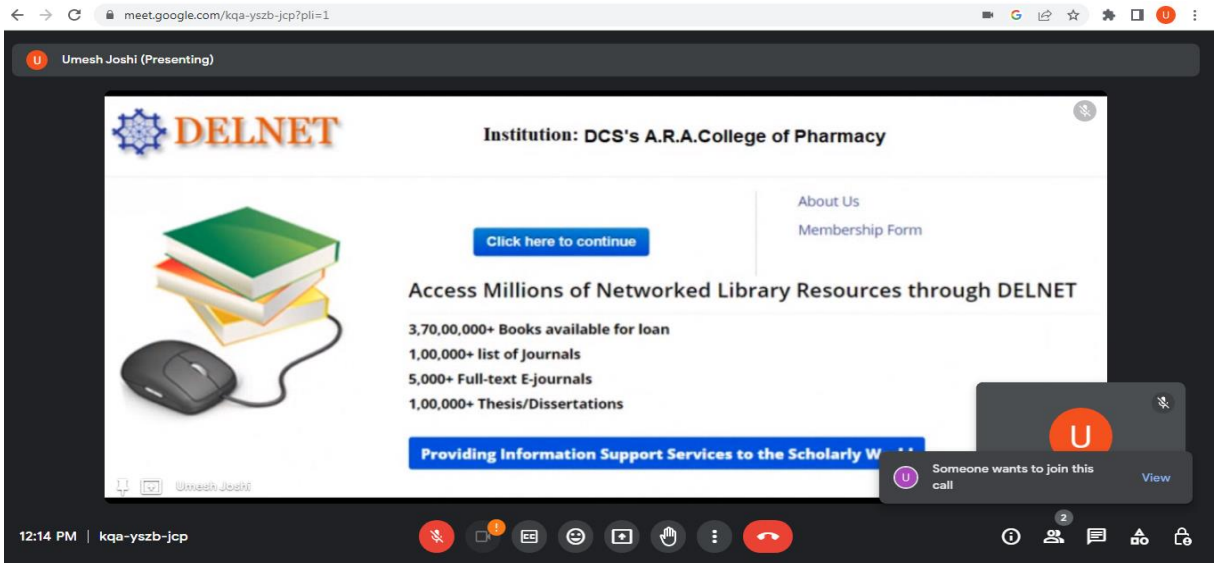 meet.google.com/kqa-yszb-jcp?pli=1
G
U
U Umesh Joshi (Presenting)
DELNET
Institution: DCS's A.R.A.College of Pharmacy
About Us
Membership Form
Click here to continue
Access Millions of Networked Library Resources through DELNET
3,70,00,000+ Books available for loan
1,00,000+ list of Journals
5,000+ Full-text E-journals
1,00,000+ Thesis/Dissertations
Providing Information Support Services to the Scholarly
U
U
Someone wants to join this
call
View
Umesh Joshi
12:14 PM | kqa-yszb-jcp
!
CC
2